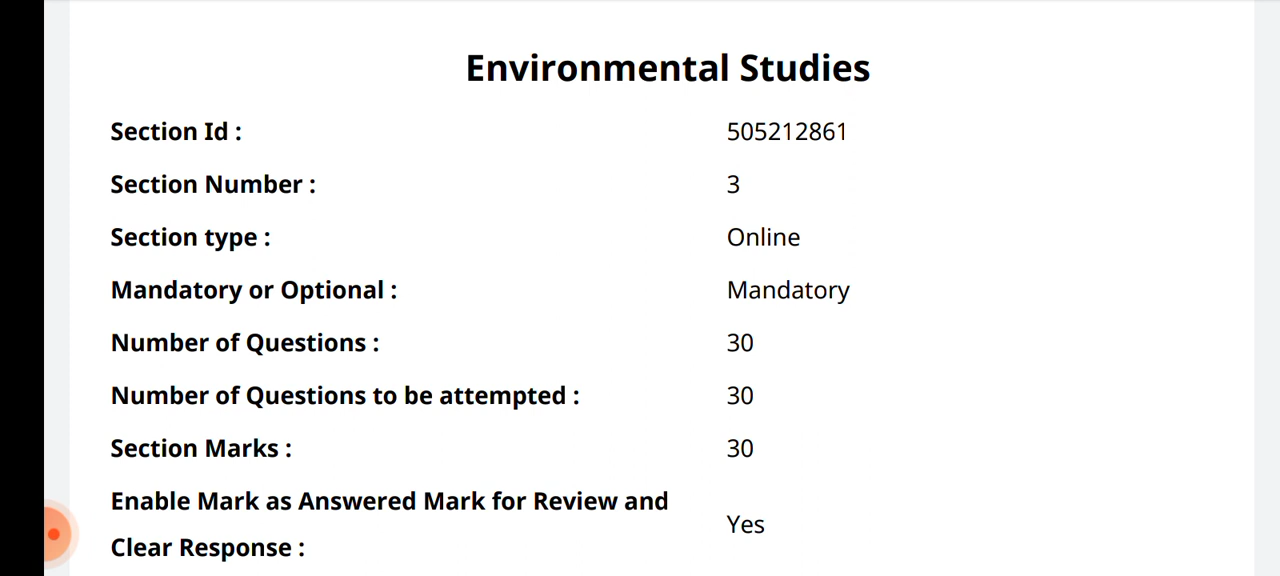 Environmental Studies
Section Id : 505212861
Section Number : 3
Section type : Online
Mandatory or Optional : Mandatory
Number of Questions : 30
Number of Questions to be attempted : 30
Section Marks : 30
Enable Mark as Answered Mark for Review and
Clear Response : Yes